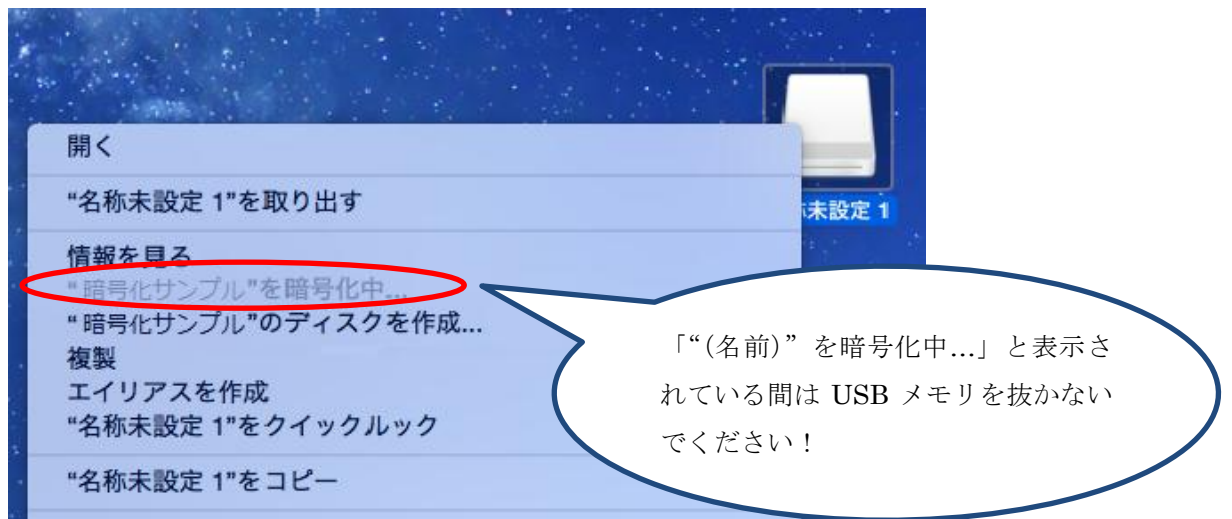 開く
“名称未設定 1”を取り出す
未設定 1
情報を見る
“暗号化サンプル”を暗号化中...
“暗号化サンプル”のディスクを作成...
複製
エイリアスを作成
“名称未設定 1”をクイックルック
“名称未設定 1”をコピー
「“(名前)” を暗号化中...」と表示さ
れている間は USB メモリを抜かない
でください！